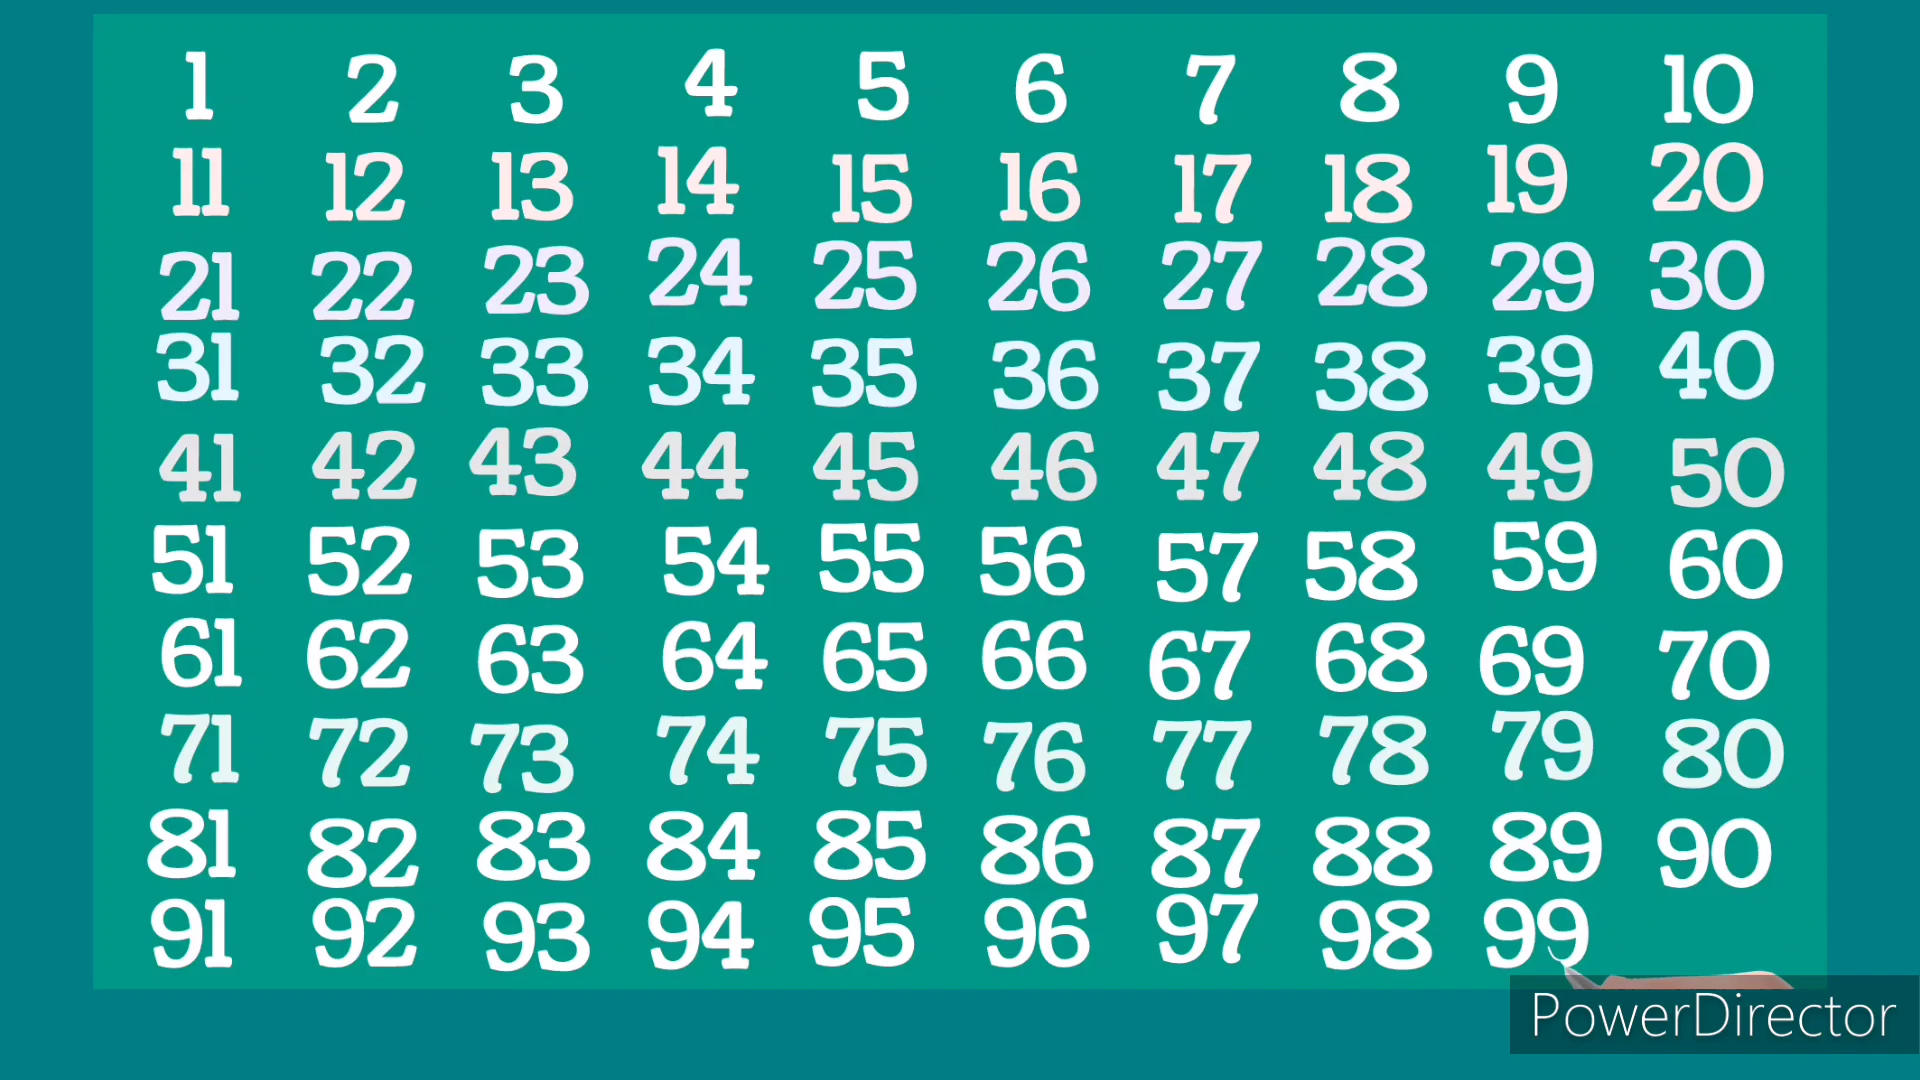 1 2 3 4 5 6 7 8 9 10
11 12 13 14 15 16 17 18 19 20
21 22 23 24 25 26 27 28 29 30
31 32 33 34 35 36 37 38 39 40
41 42 43 44 45 46 47 48 49 50
51 52 53 54 55 56 57 58 59 60
61 62 63 64 65 66 67 68 69 70
71 72 73 74 75 76 77 78 79 80
81 82 83 84 85 86 87 88 89 90
91 92 93 94 95 96 97 98 99
PowerDirector